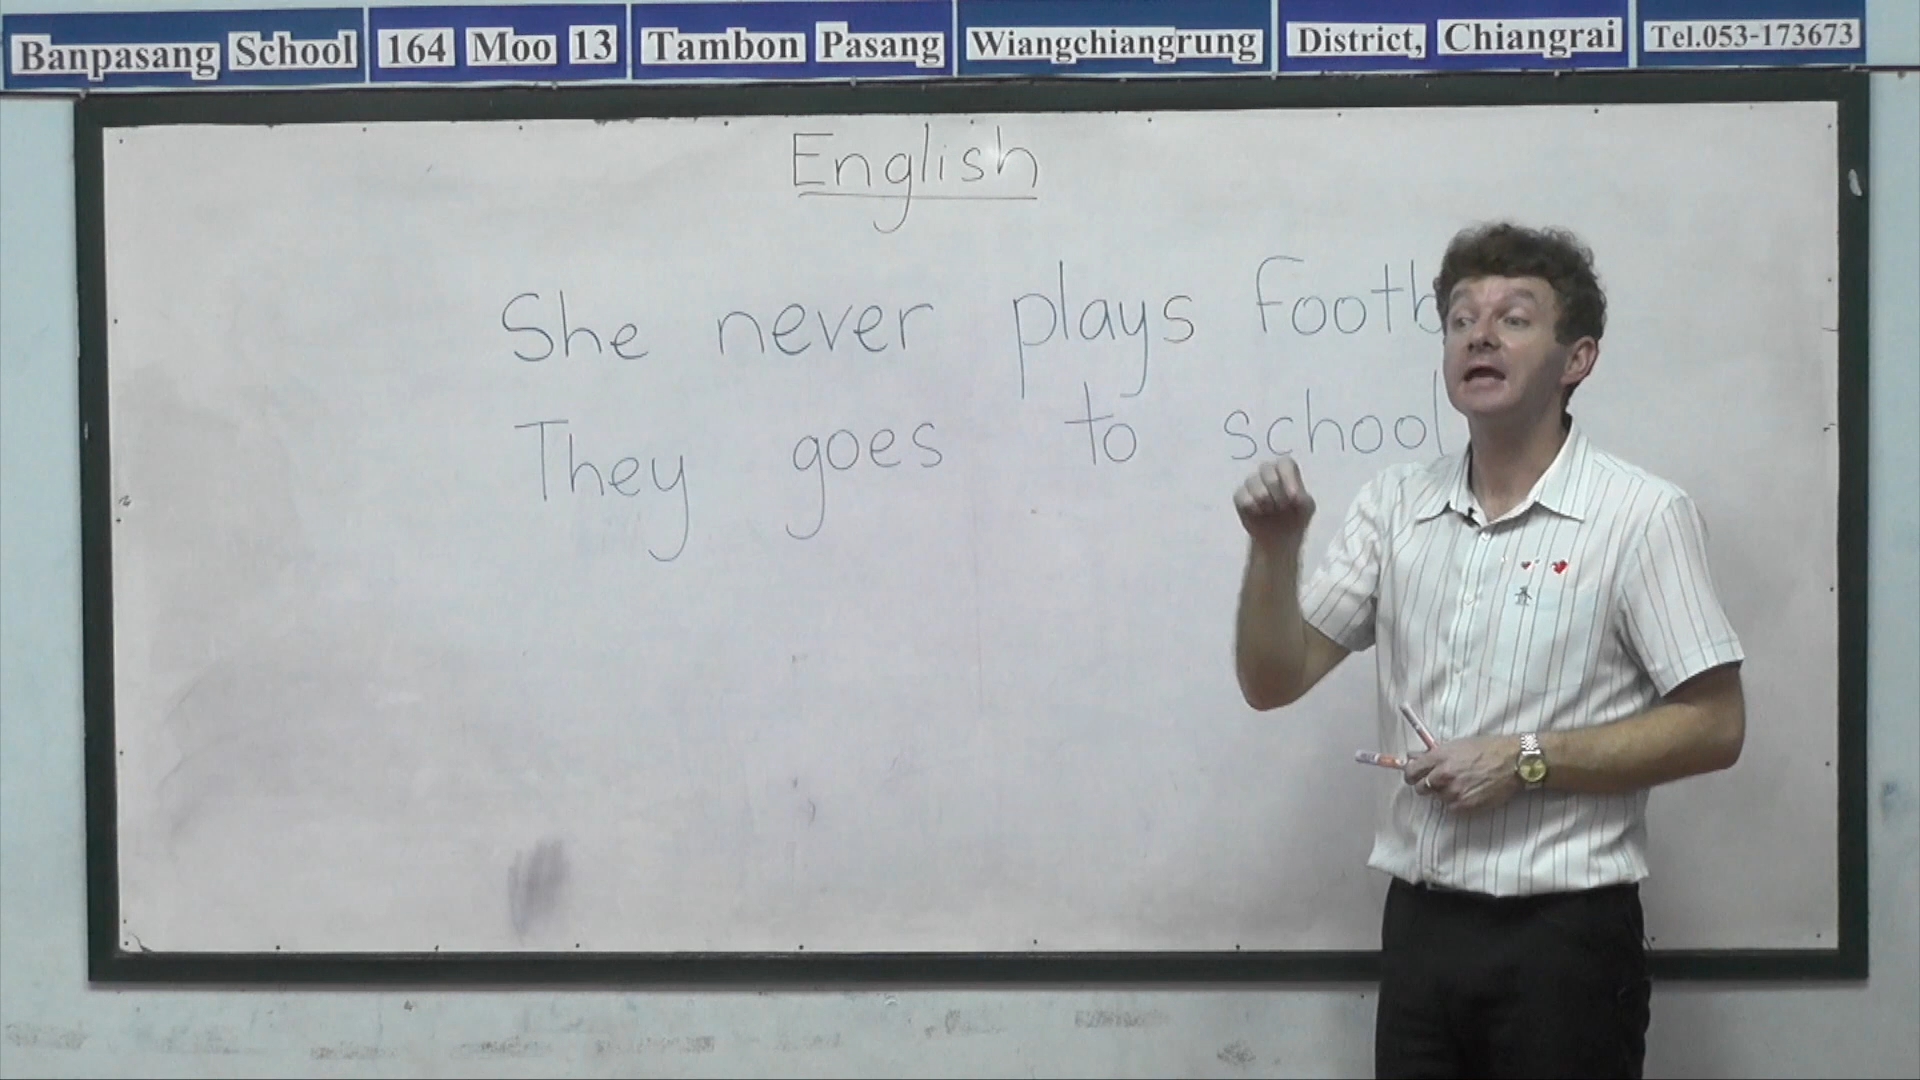 Banpasang School 164 Moo 13 Tambon Pasang Wiangchiangrung District, Chiangrai Tel.053-173673
English
She never plays footb
They goes to school